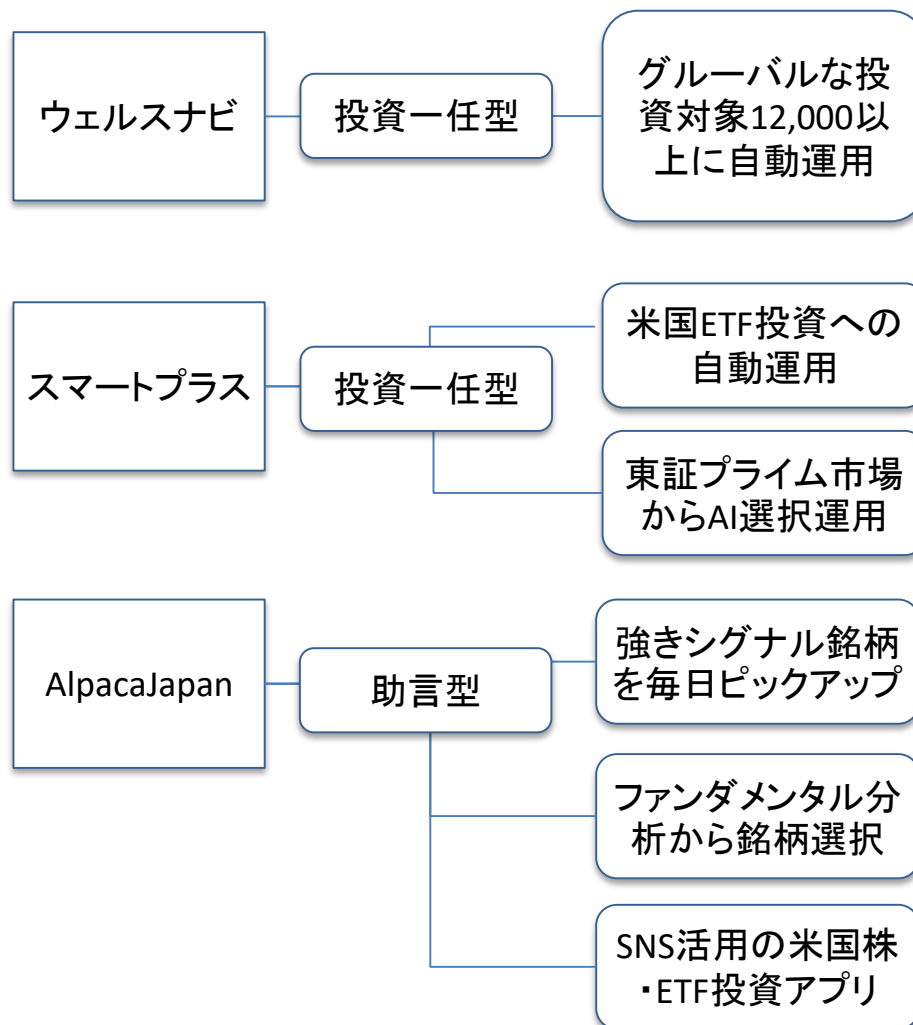 ウェルスナビ
投資一任型
グルーバルな投
資対象12,000以
上に自動運用
スマートプラス
投資一任型
米国ETF投資への
自動運用
東証プライム市場
からAI選択運用
AlpacaJapan
助言型
強きシグナル銘柄
を毎日ピックアップ
ファンダメンタル分
析から銘柄選択
SNS活用の米国株
・ETF投資アプリ